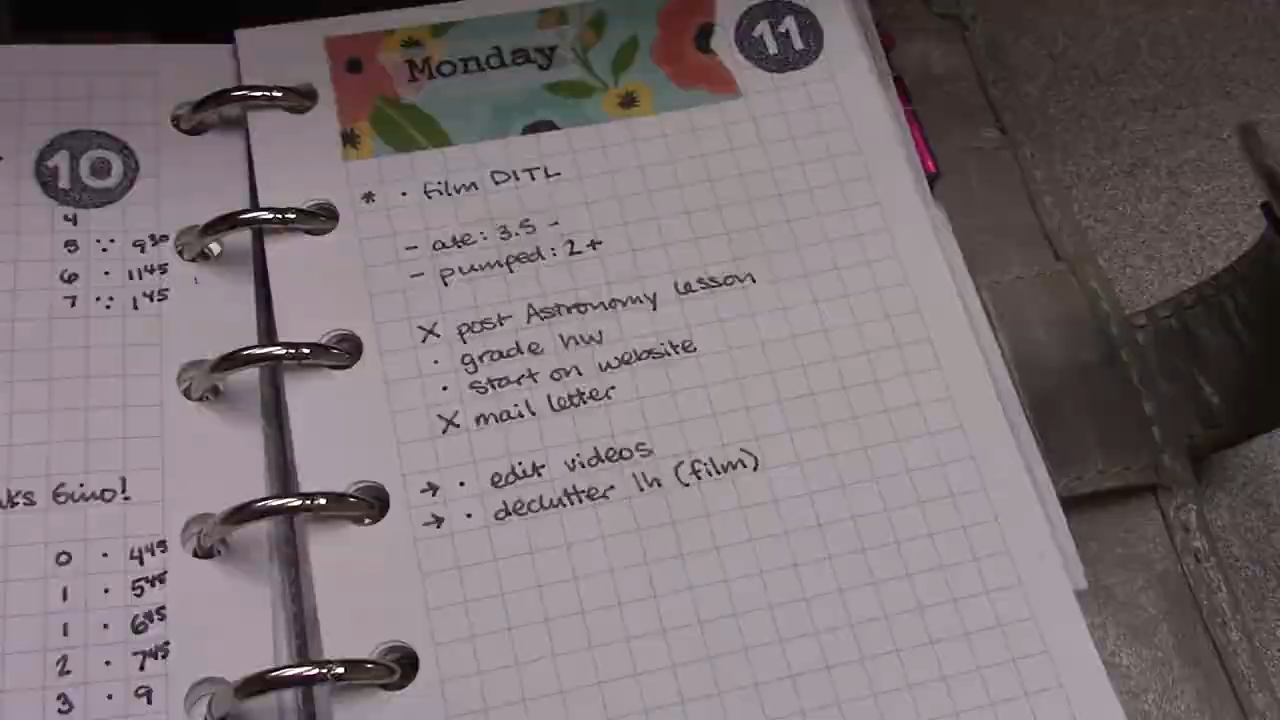 10
4
5 ∵ 9³⁰
6 · 11⁴⁵
7 ∵ 1⁴⁵
Gino!
0 · 4⁴⁵
1 · 5⁴⁵
1 · 6⁴⁵
2 · 7⁴⁵
3 · 9
Monday
11
* · film DITL
- ate: 3.5 -
- pumped: 2+
X post Astronomy lesson
· grade hw
· start on website
X mail letter
→ · edit videos
→ · declutter 1h (film)